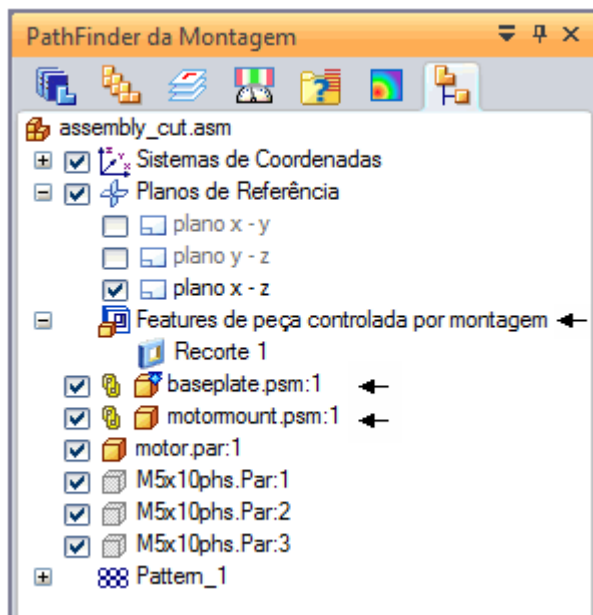 PathFinder da Montagem
assembly_cut.asm
Sistemas de Coordenadas
Planos de Referência
plano x - y
plano y - z
plano x - z
Features de peça controlada por montagem
Recorte 1
baseplate.psm:1
motormount.psm:1
motor.par:1
M5x10phs.Par:1
M5x10phs.Par:2
M5x10phs.Par:3
Pattern_1